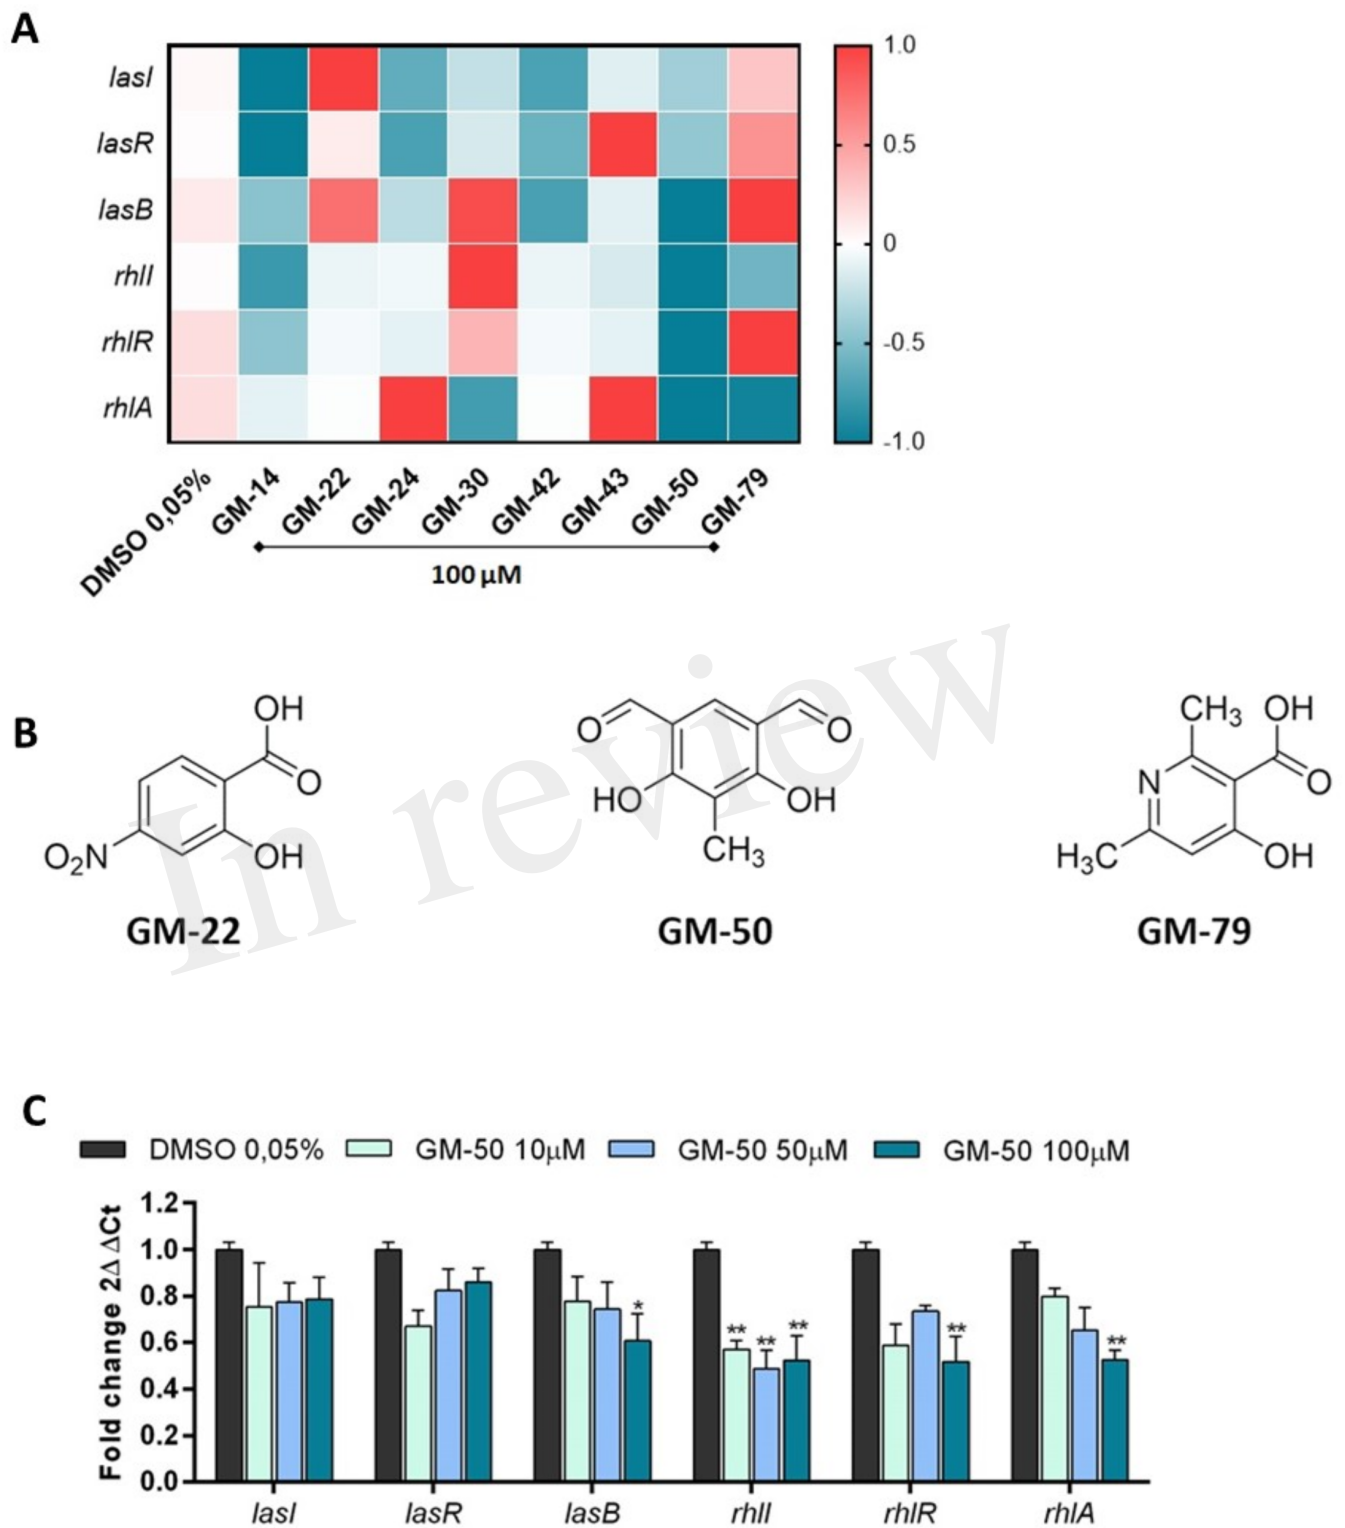 A
lasI
lasR
lasB
rhlI
rhlR
rhlA
1.0
0.5
0
-0.5
-1.0
DMSO 0,05%
GM-14
GM-22
GM-24
GM-30
GM-42
GM-43
GM-50
GM-79
100 µM
In review
B
OH
O
OH
O₂N
GM-22
O
O
HO
OH
CH₃
GM-50
CH₃
OH
N
O
H₃C
OH
GM-79
C
DMSO 0,05% GM-50 10µM GM-50 50µM GM-50 100µM
Fold change 2Δ ΔCt
1.2
1.0
0.8
0.6
0.4
0.2
0.0
*
** ** **
**
**
lasI lasR lasB rhlI rhlR rhlA